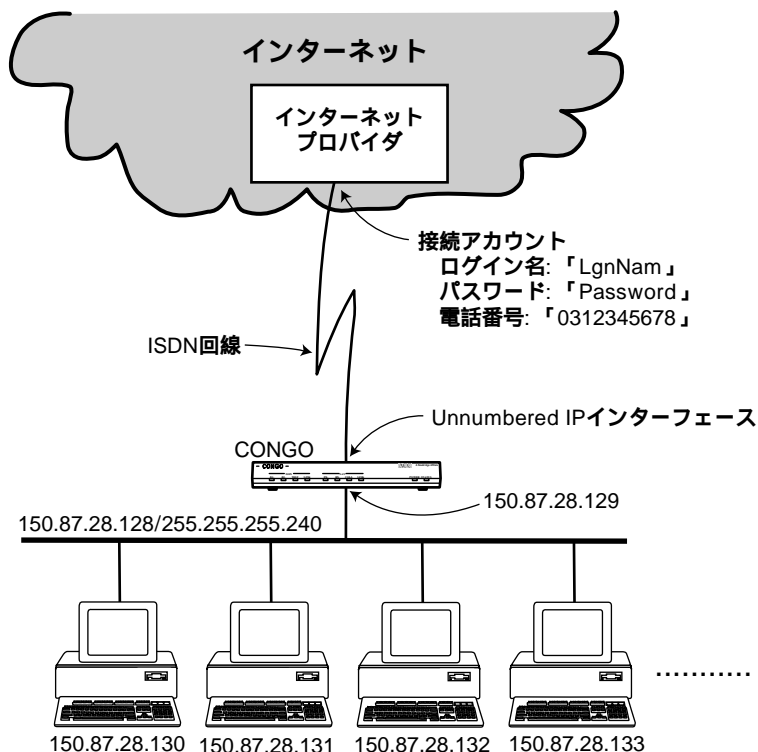 インターネット
インターネット
プロバイダ
接続アカウント
ログイン名: 「LgnNam」
パスワード: 「Password」
電話番号: 「0312345678」
ISDN回線
Unnumbered IPインターフェース
CONGO
- CONGO -
150.87.28.129
150.87.28.128/255.255.255.240
...........
150.87.28.130
150.87.28.131
150.87.28.132
150.87.28.133